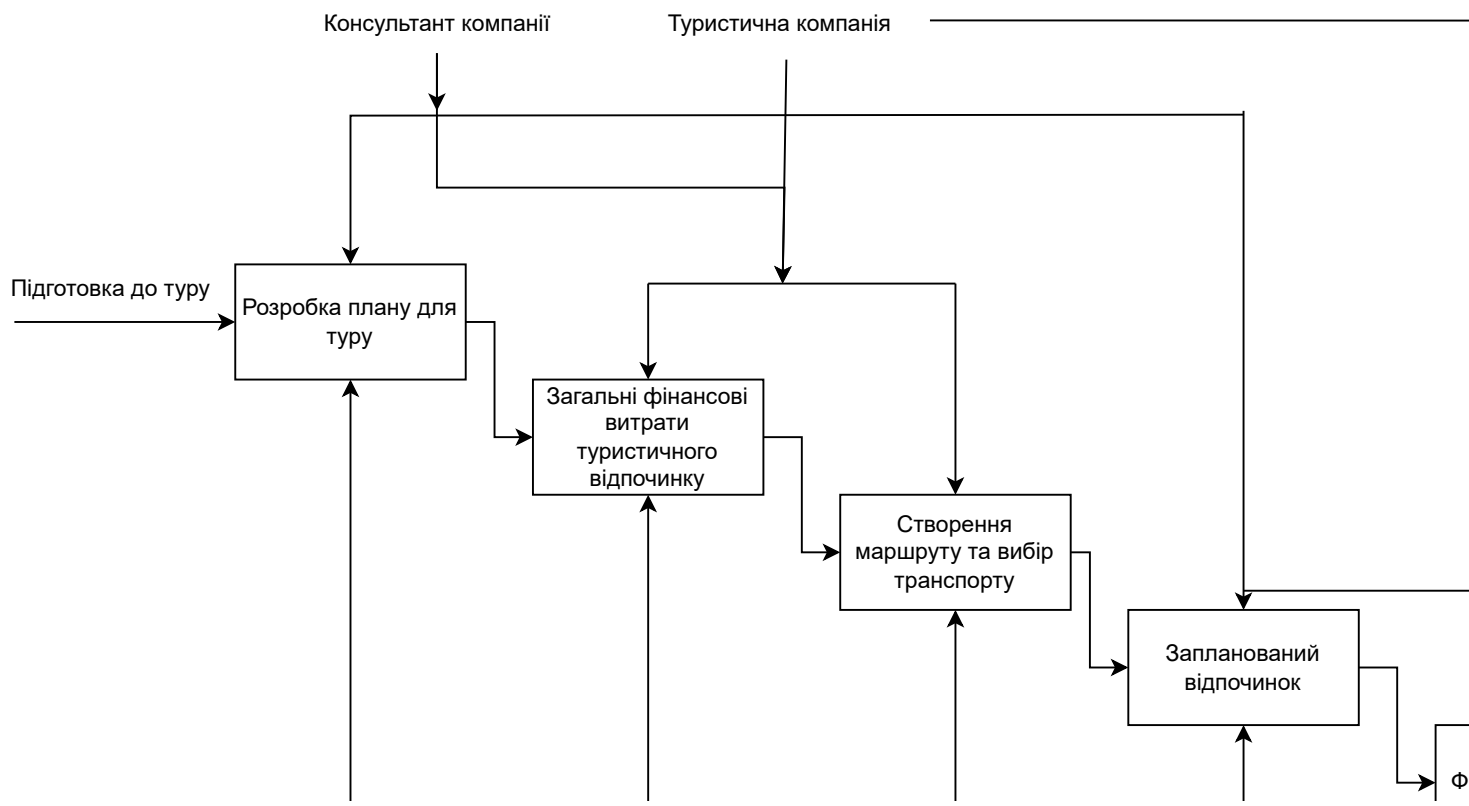 Консультант компанії
Туристична компанія
Підготовка до туру
Розробка плану для
туру
Загальні фінансові
витрати
туристичного
відпочинку
Створення
маршруту та вибір
транспорту
Запланований
відпочинок
Ф